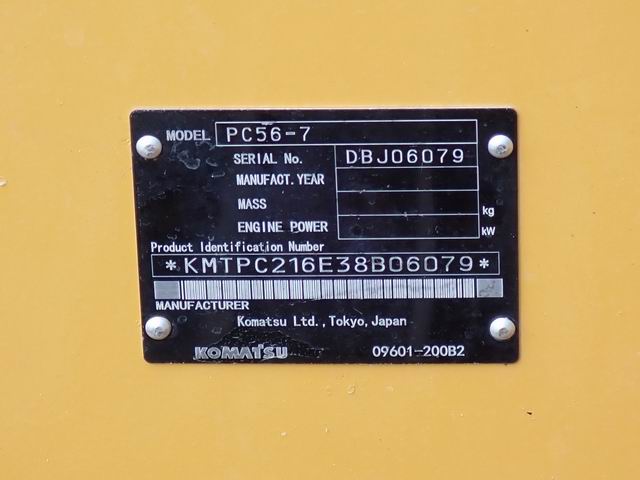 MODEL PC56-7
SERIAL No. DBJ06079
MANUFACT. YEAR
MASS kg
ENGINE POWER kW
Product Identification Number
*KMTPC216E38B06079*
MANUFACTURER
Komatsu Ltd.,Tokyo,Japan
KOMATSU 09601-200B2